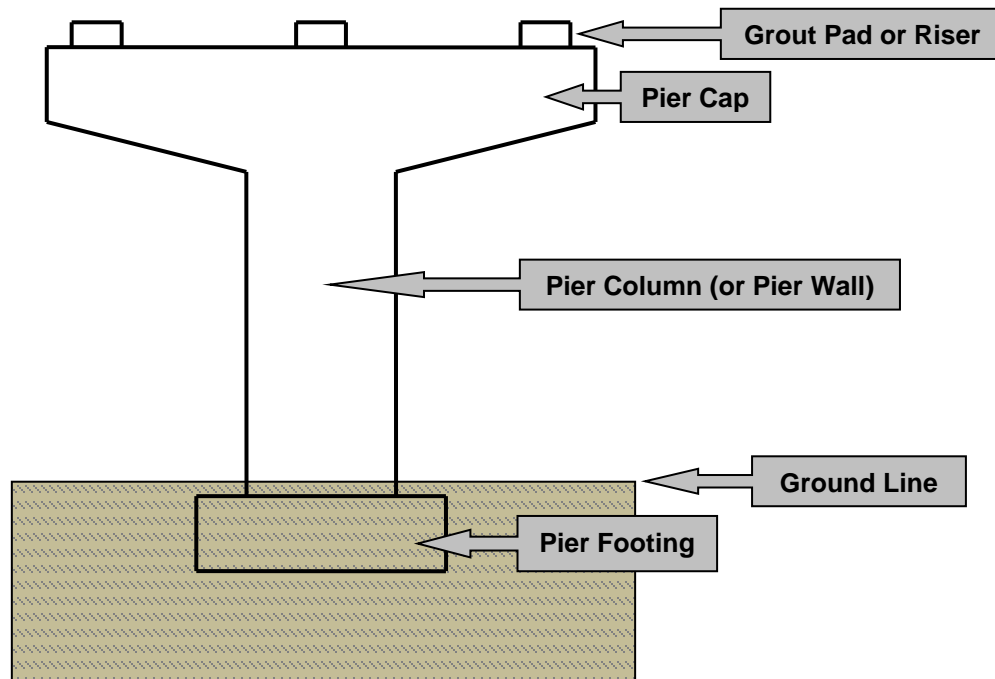 Grout Pad or Riser
Pier Cap
Pier Column (or Pier Wall)
Ground Line
Pier Footing